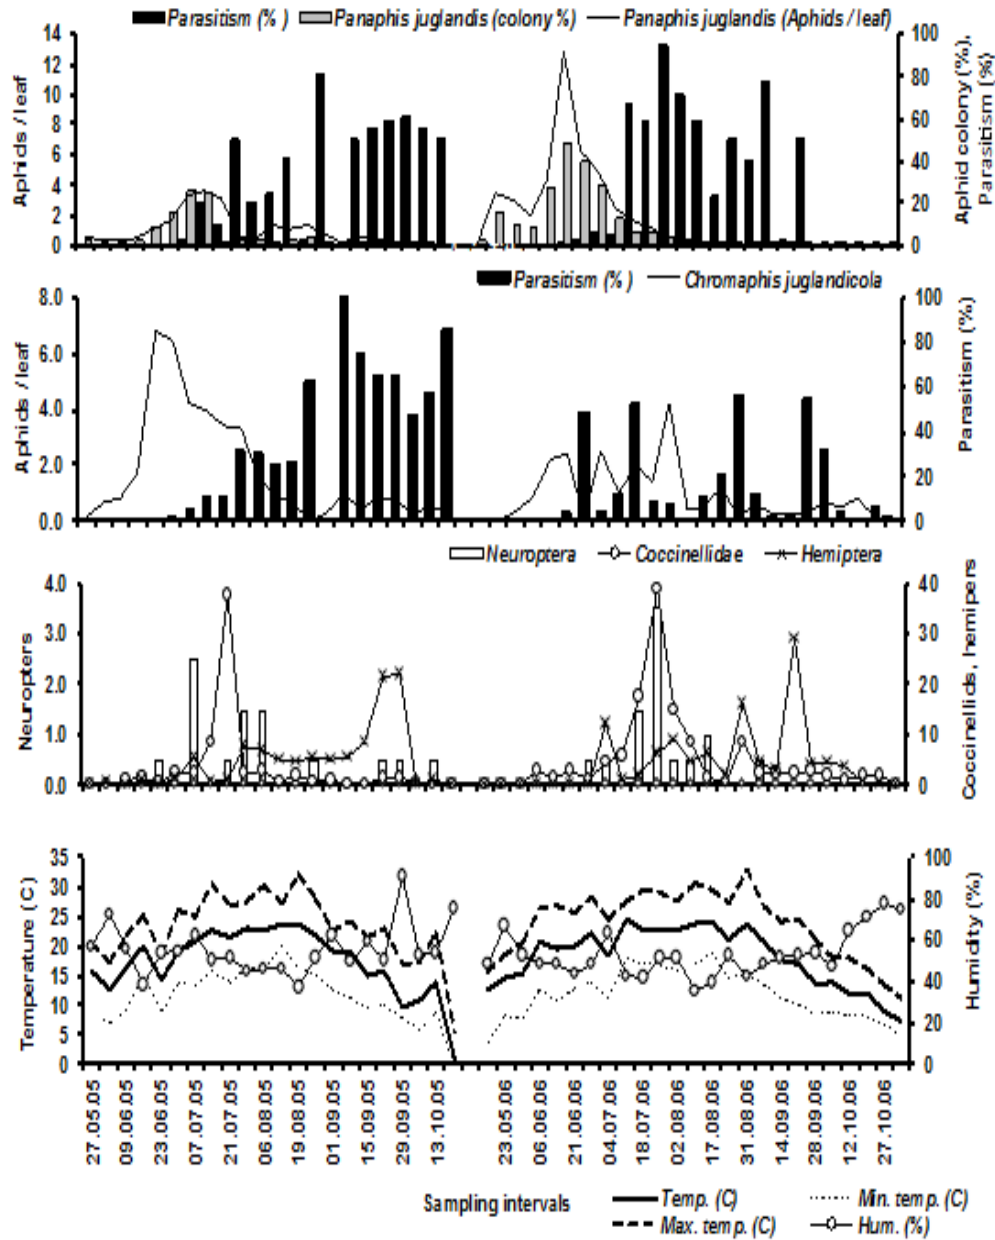 Parasitism (% ) Panaphis juglandis (colony %) Panaphis juglandis (Aphids / leaf)
14 12 10 8 6 4 2 0
Aphids / leaf
100 80 60 40 20 0
Aphid colony (%),
Parasitism (%)
Parasitism (% ) Chromaphis juglandicola
8.0 6.0 4.0 2.0 0.0
Aphids / leaf
100 80 60 40 20 0
Parasitism (%)
Neuroptera Coccinellidae Hemiptera
4.0 3.0 2.0 1.0 0.0
Neuropters
40 30 20 10 0
Coccinellids, hemipers
35 30 25 20 15 10 5 0
Temperature (C)
100 80 60 40 20 0
Humidity (%)
27.05.05 09.06.05 23.06.05 07.07.05 21.07.05 06.08.05 19.08.05 01.09.05 15.09.05 29.09.05 13.10.05 23.05.06 06.06.06 21.06.06 04.07.06 18.07.06 02.08.06 17.08.06 31.08.06 14.09.06 28.09.06 12.10.06 27.10.06
Sampling intervals
Temp. (C) Min. temp. (C)
Max. temp. (C) Hum. (%)